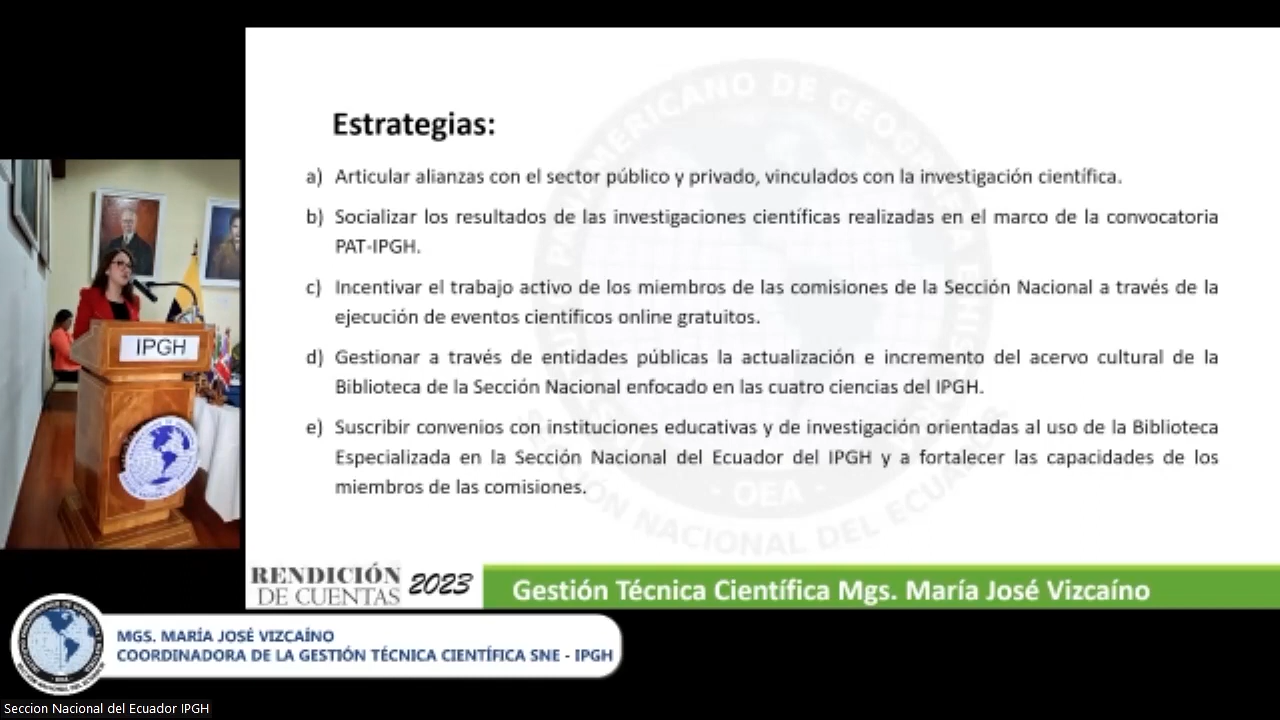 Estrategias:
a) Articular alianzas con el sector público y privado, vinculados con la investigación científica.
b) Socializar los resultados de las investigaciones científicas realizadas en el marco de la convocatoria
PAT-IPGH.
c) Incentivar el trabajo activo de los miembros de las comisiones de la Sección Nacional a través de la
ejecución de eventos científicos online gratuitos.
d) Gestionar a través de entidades públicas la actualización e incremento del acervo cultural de la
Biblioteca de la Sección Nacional enfocado en las cuatro ciencias del IPGH.
e) Suscribir convenios con instituciones educativas y de investigación orientadas al uso de la Biblioteca
Especializada en la Sección Nacional del Ecuador del IPGH y a fortalecer las capacidades de los
miembros de las comisiones.
OEA
IPGH
RENDICIÓN
DE CUENTAS 2023
Gestión Técnica Científica Mgs. María José Vizcaíno
MGS. MARÍA JOSÉ VIZCAÍNO
COORDINADORA DE LA GESTIÓN TÉCNICA CIENTÍFICA SNE - IPGH
Seccion Nacional del Ecuador IPGH